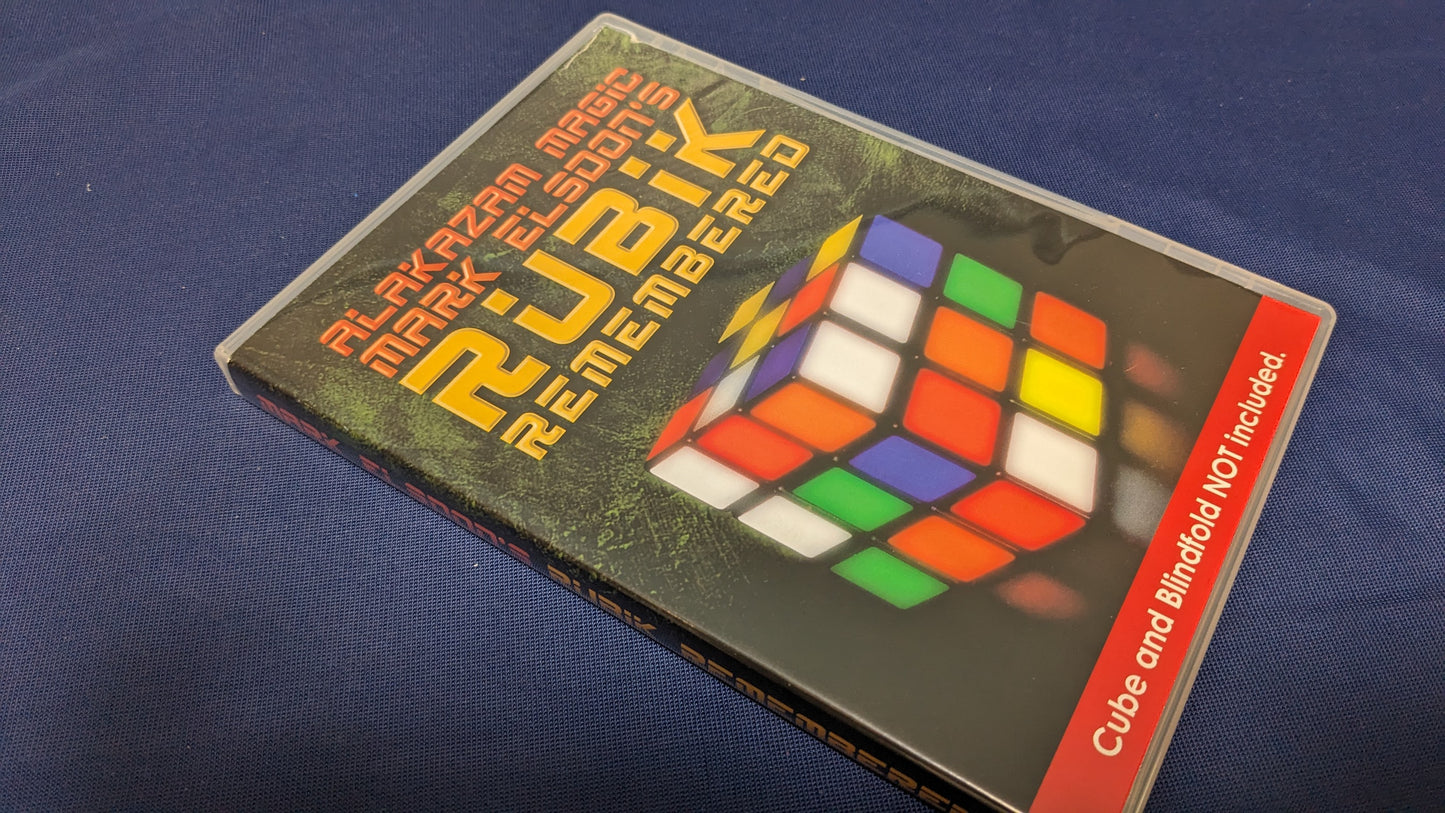 ALAKAZAM MAGIC
MARK ELSDON'S
RUBIK
REMEMBERED
Cube and Blindfold NOT included.
MARK ELSDON'S RUBIK REMEMBERED